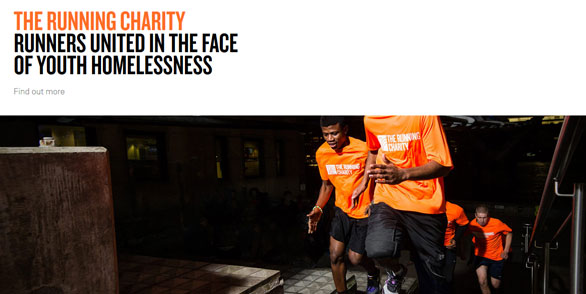 THE RUNNING CHARITY
RUNNERS UNITED IN THE FACE
OF YOUTH HOMELESSNESS
Find out more
THE RUNNING
CHARITY
THE RUNNING
CHARITY